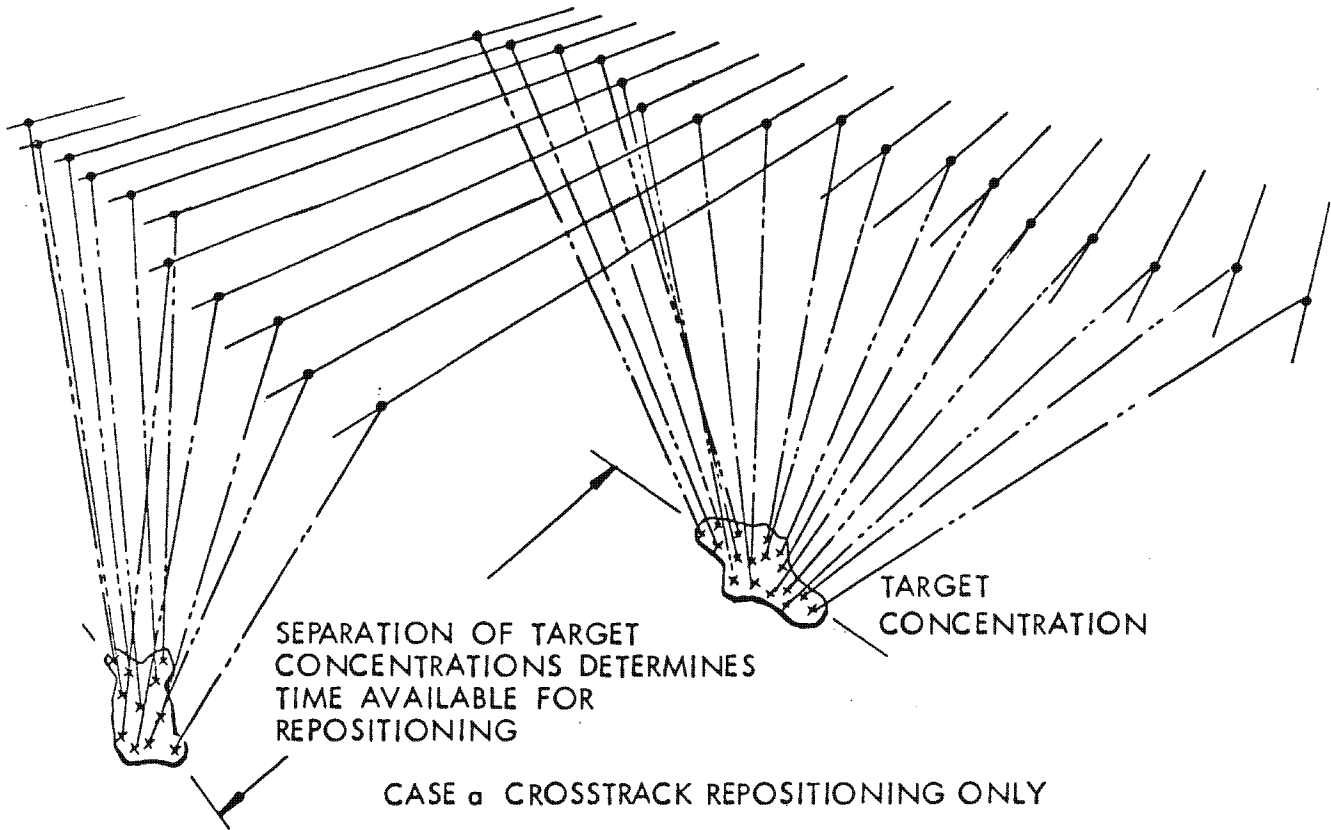 TARGET
CONCENTRATION
SEPARATION OF TARGET
CONCENTRATIONS DETERMINES
TIME AVAILABLE FOR
REPOSITIONING
CASE a CROSSTRACK REPOSITIONING ONLY